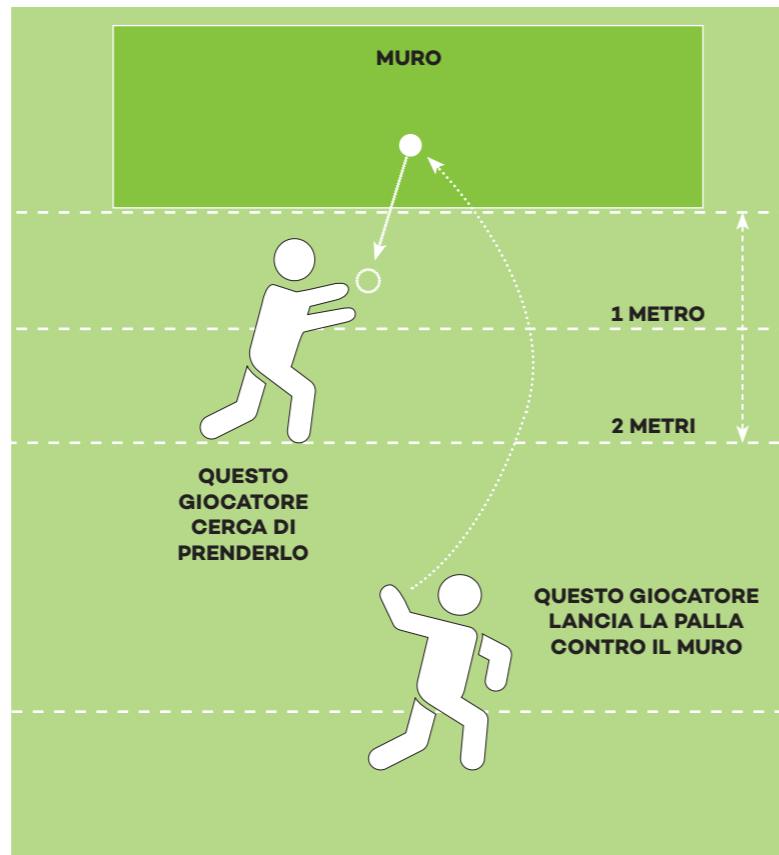 MURO
1 METRO
2 METRI
QUESTO
GIOCATORE
CERCA DI
PRENDERLO
QUESTO GIOCATORE
LANCIA LA PALLA
CONTRO IL MURO